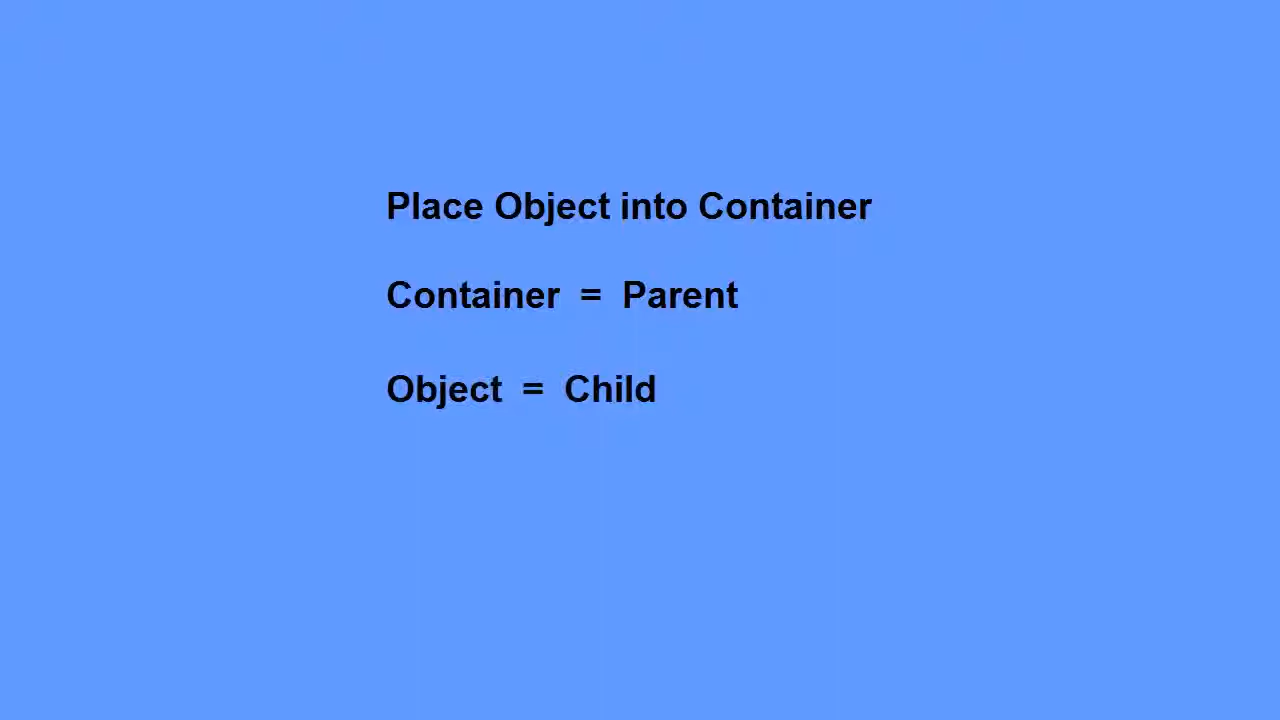 Place Object into Container
Container = Parent
Object = Child